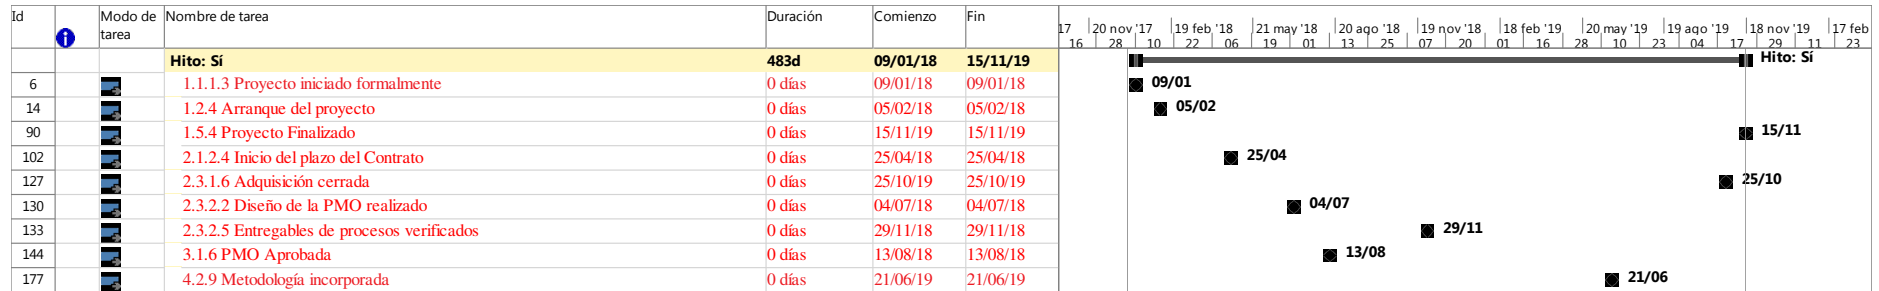 Id Modo de tarea Nombre de tarea Duración Comienzo Fin
17 20 nov '17 19 feb '18 21 may '18 20 ago '18 19 nov '18 18 feb '19 20 may '19 19 ago '19 18 nov '19 17 feb
16 28 10 22 06 19 01 13 25 07 20 01 16 28 10 23 04 17 29 11 23
Hito: Sí 483d 09/01/18 15/11/19 Hito: Sí
6 1.1.1.3 Proyecto iniciado formalmente 0 días 09/01/18 09/01/18 09/01
14 1.2.4 Arranque del proyecto 0 días 05/02/18 05/02/18 05/02
90 1.5.4 Proyecto Finalizado 0 días 15/11/19 15/11/19 15/11
102 2.1.2.4 Inicio del plazo del Contrato 0 días 25/04/18 25/04/18 25/04
127 2.3.1.6 Adquisición cerrada 0 días 25/10/19 25/10/19 25/10
130 2.3.2.2 Diseño de la PMO realizado 0 días 04/07/18 04/07/18 04/07
133 2.3.2.5 Entregables de procesos verificados 0 días 29/11/18 29/11/18 29/11
144 3.1.6 PMO Aprobada 0 días 13/08/18 13/08/18 13/08
177 4.2.9 Metodología incorporada 0 días 21/06/19 21/06/19 21/06